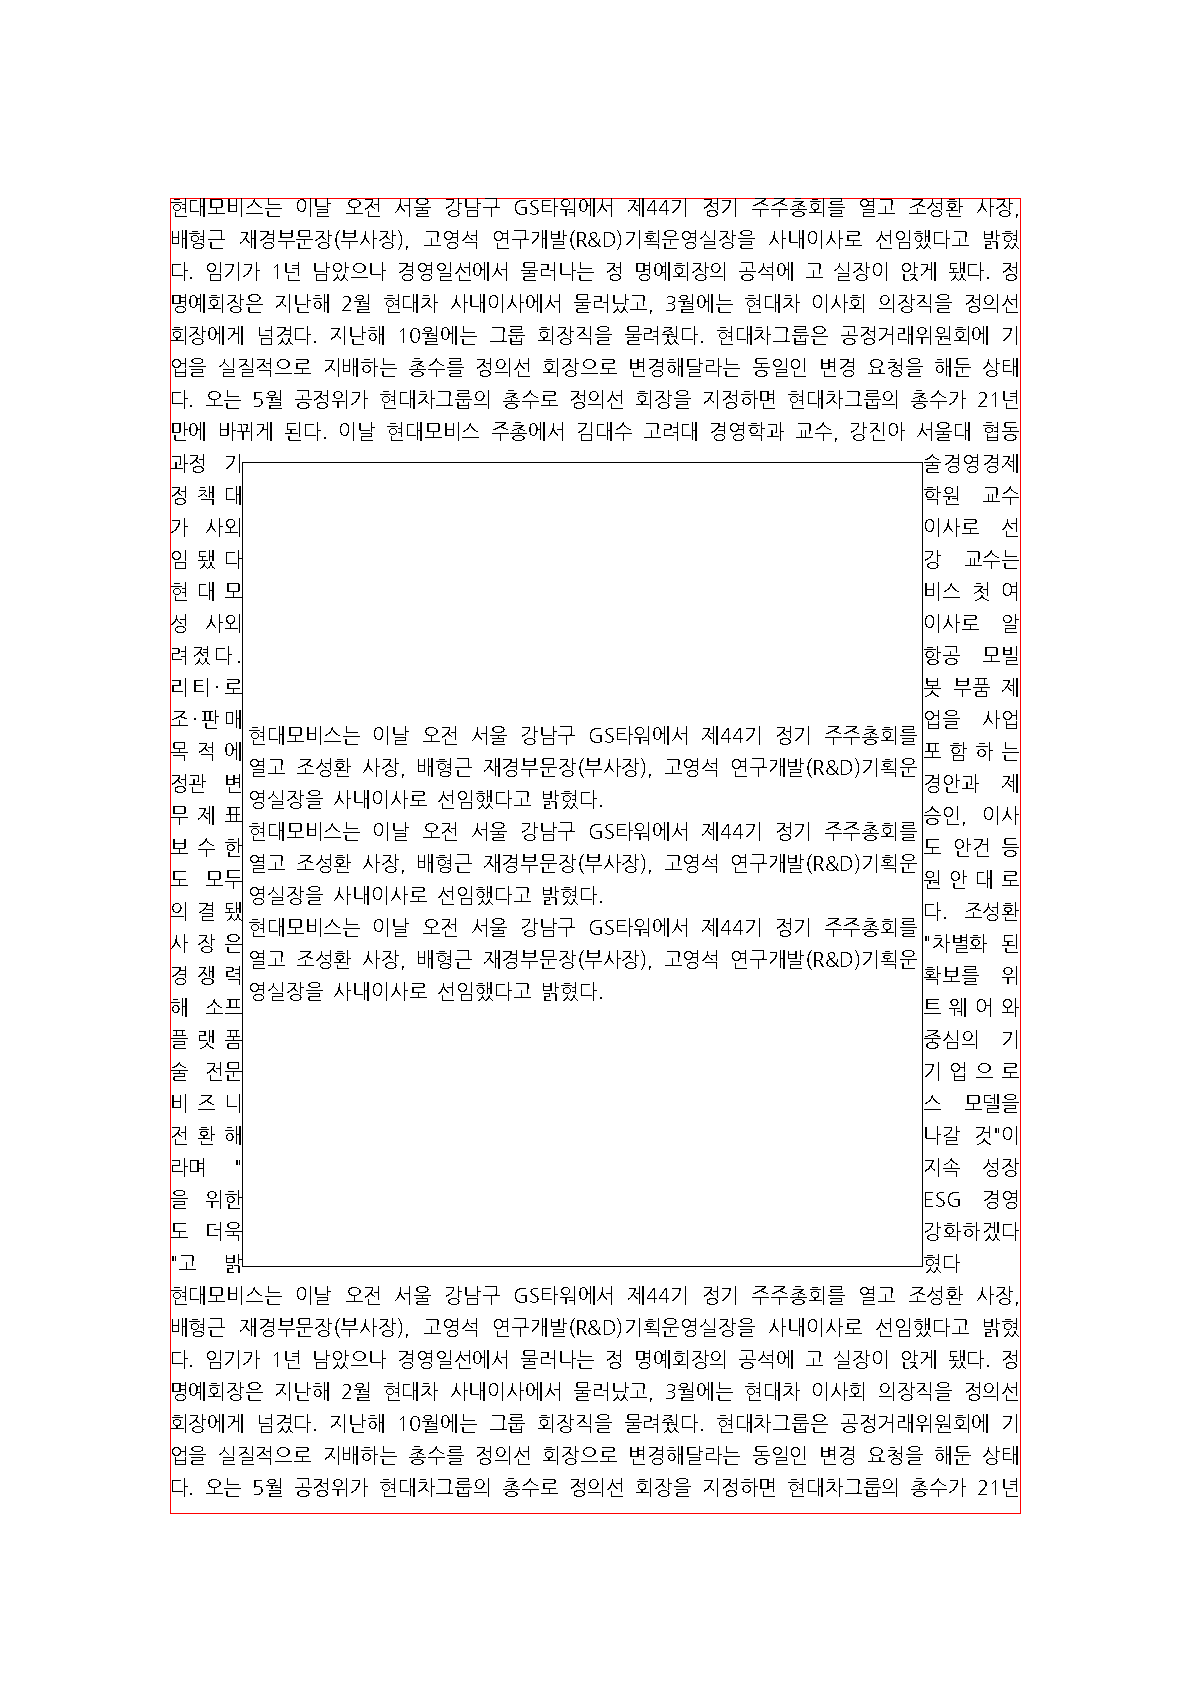 현대모비스는 이날 오전 서울 강남구 GS타워에서 제44기 정기 주주총회를 열고 조성환 사장,
배형근 재경부문장(부사장), 고영석 연구개발(R&D)기획운영실장을 사내이사로 선임했다고 밝혔
다. 임기가 1년 남았으나 경영일선에서 물러나는 정 명예회장의 공석에 고 실장이 앉게 됐다. 정
명예회장은 지난해 2월 현대차 사내이사에서 물러났고, 3월에는 현대차 이사회 의장직을 정의선
회장에게 넘겼다. 지난해 10월에는 그룹 회장직을 물려줬다. 현대차그룹은 공정거래위원회에 기
업을 실질적으로 지배하는 총수를 정의선 회장으로 변경해달라는 동일인 변경 요청을 해둔 상태
다. 오는 5월 공정위가 현대차그룹의 총수로 정의선 회장을 지정하면 현대차그룹의 총수가 21년
만에 바뀌게 된다. 이날 현대모비스 주총에서 김대수 고려대 경영학과 교수, 강진아 서울대 협동
과정 기 술경영경제
정책대 학원 교수
가 사외 이사로 선
임됐다 강 교수는
현대모 비스 첫 여
성 사외 이사로 알
려졌다. 항공 모빌
리티·로 봇 부품 제
조·판매 업을 사업
목적에 포함하는
정관 변 경안과 제
무제표 승인, 이사
보수한 도 안건 등
도 모두 원안대로
의결됐 다. 조성환
사장은 "차별화 된
경쟁력 확보를 위
해 소프 트웨어와
플랫폼 중심의 기
술 전문 기업으로
비즈니 스 모델을
전환해 나갈 것"이
라며 " 지속 성장
을 위한 ESG 경영
도 더욱 강화하겠다
"고 밝 혔다
현대모비스는 이날 오전 서울 강남구 GS타워에서 제44기 정기 주주총회를
열고 조성환 사장, 배형근 재경부문장(부사장), 고영석 연구개발(R&D)기획운
영실장을 사내이사로 선임했다고 밝혔다.
현대모비스는 이날 오전 서울 강남구 GS타워에서 제44기 정기 주주총회를
열고 조성환 사장, 배형근 재경부문장(부사장), 고영석 연구개발(R&D)기획운
영실장을 사내이사로 선임했다고 밝혔다.
현대모비스는 이날 오전 서울 강남구 GS타워에서 제44기 정기 주주총회를
열고 조성환 사장, 배형근 재경부문장(부사장), 고영석 연구개발(R&D)기획운
영실장을 사내이사로 선임했다고 밝혔다.
현대모비스는 이날 오전 서울 강남구 GS타워에서 제44기 정기 주주총회를 열고 조성환 사장,
배형근 재경부문장(부사장), 고영석 연구개발(R&D)기획운영실장을 사내이사로 선임했다고 밝혔
다. 임기가 1년 남았으나 경영일선에서 물러나는 정 명예회장의 공석에 고 실장이 앉게 됐다. 정
명예회장은 지난해 2월 현대차 사내이사에서 물러났고, 3월에는 현대차 이사회 의장직을 정의선
회장에게 넘겼다. 지난해 10월에는 그룹 회장직을 물려줬다. 현대차그룹은 공정거래위원회에 기
업을 실질적으로 지배하는 총수를 정의선 회장으로 변경해달라는 동일인 변경 요청을 해둔 상태
다. 오는 5월 공정위가 현대차그룹의 총수로 정의선 회장을 지정하면 현대차그룹의 총수가 21년